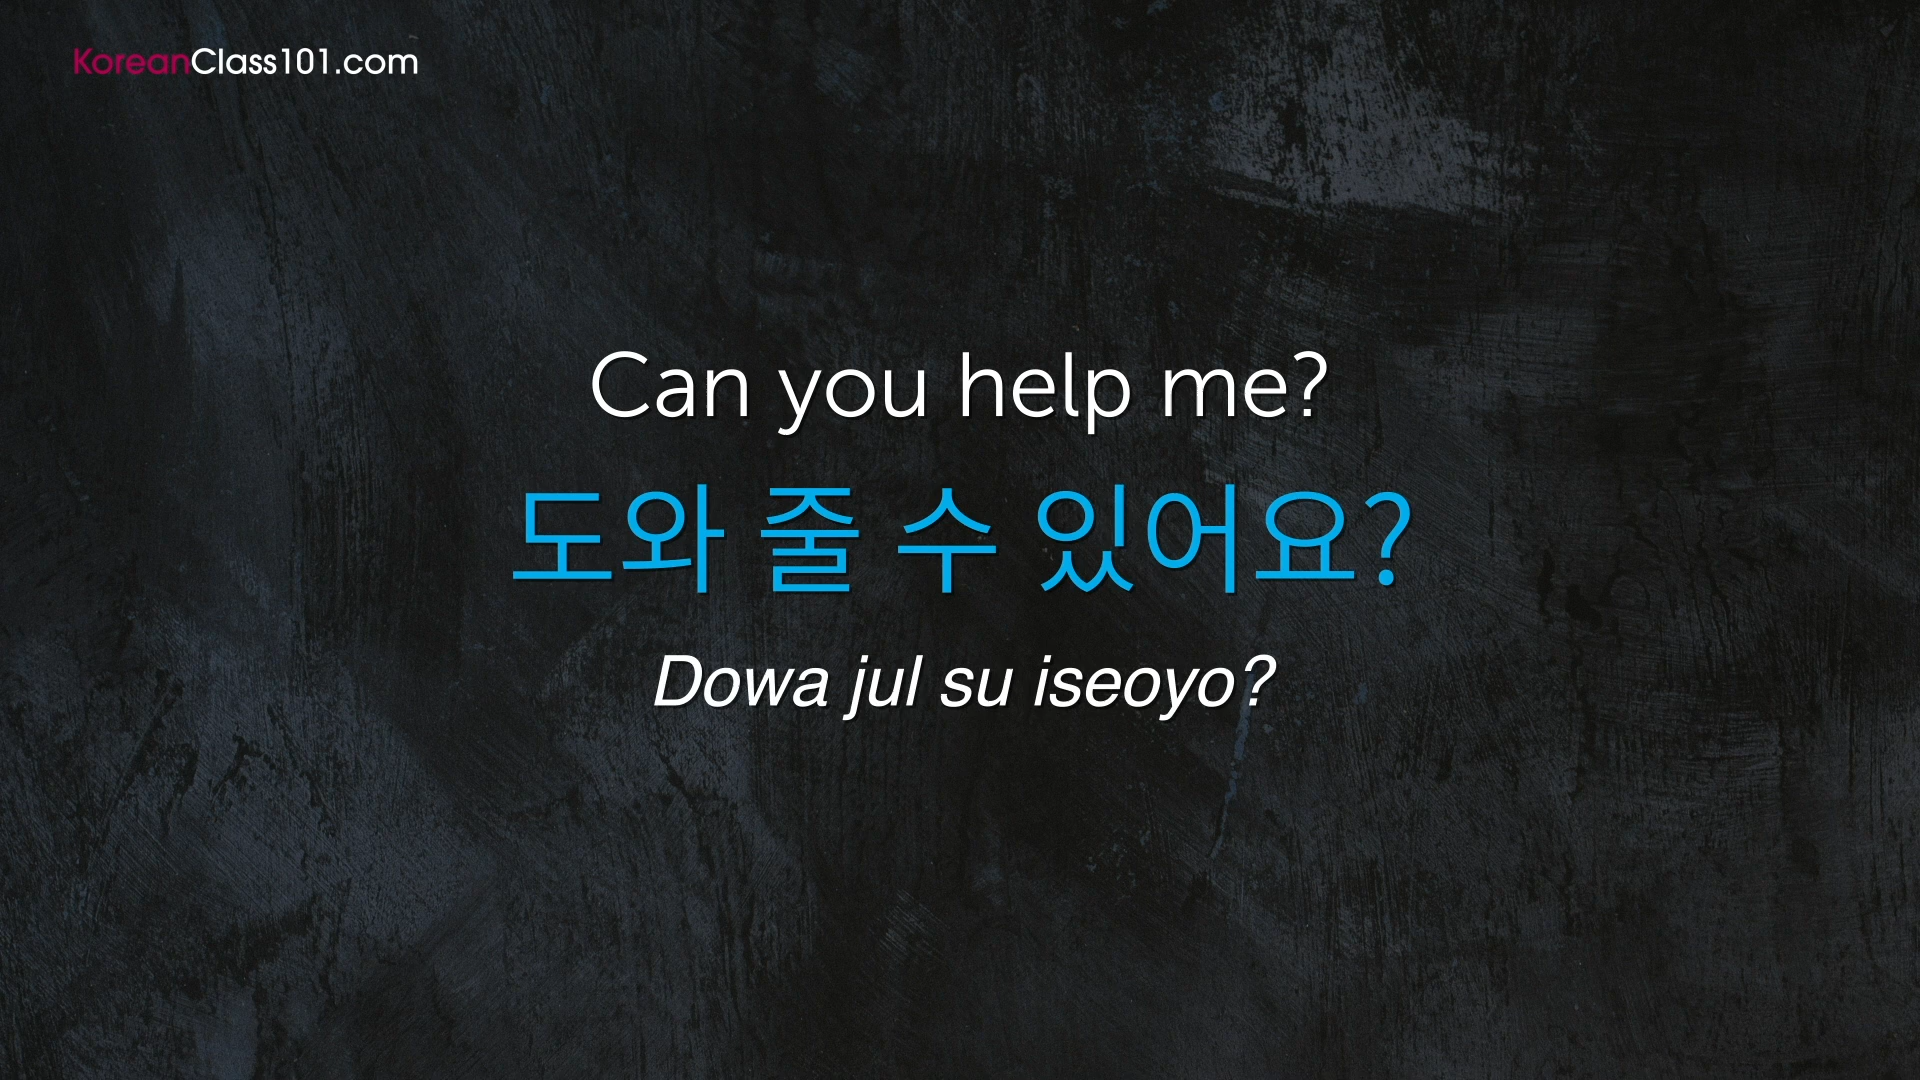 KoreanClass101.com
Can you help me?
도와 줄 수 있어요?
Dowa jul su iseoyo?